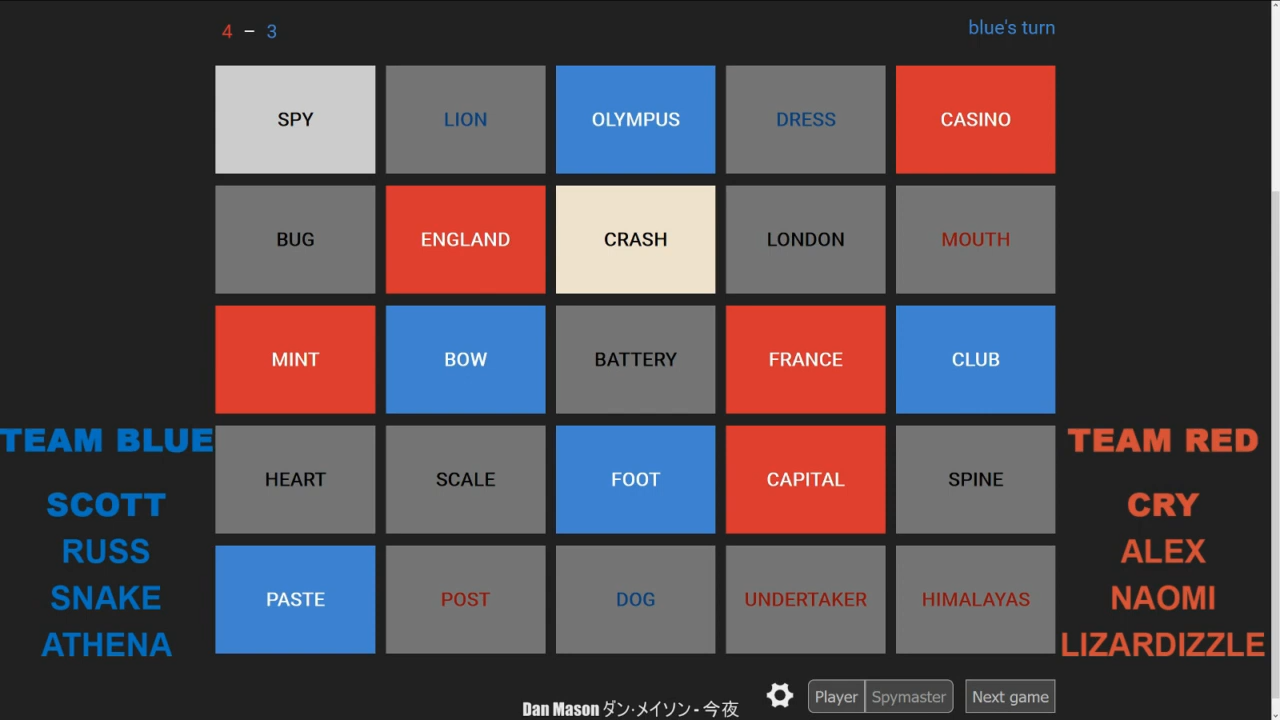 4 – 3
blue's turn
SPY LION OLYMPUS DRESS CASINO
BUG ENGLAND CRASH LONDON MOUTH
MINT BOW BATTERY FRANCE CLUB
HEART SCALE FOOT CAPITAL SPINE
PASTE POST DOG UNDERTAKER HIMALAYAS
TEAM BLUE
SCOTT
RUSS
SNAKE
ATHENA
TEAM RED
CRY
ALEX
NAOMI
LIZARDIZZLE
Player Spymaster Next game
Dan Mason ダン·メイソン - 今夜